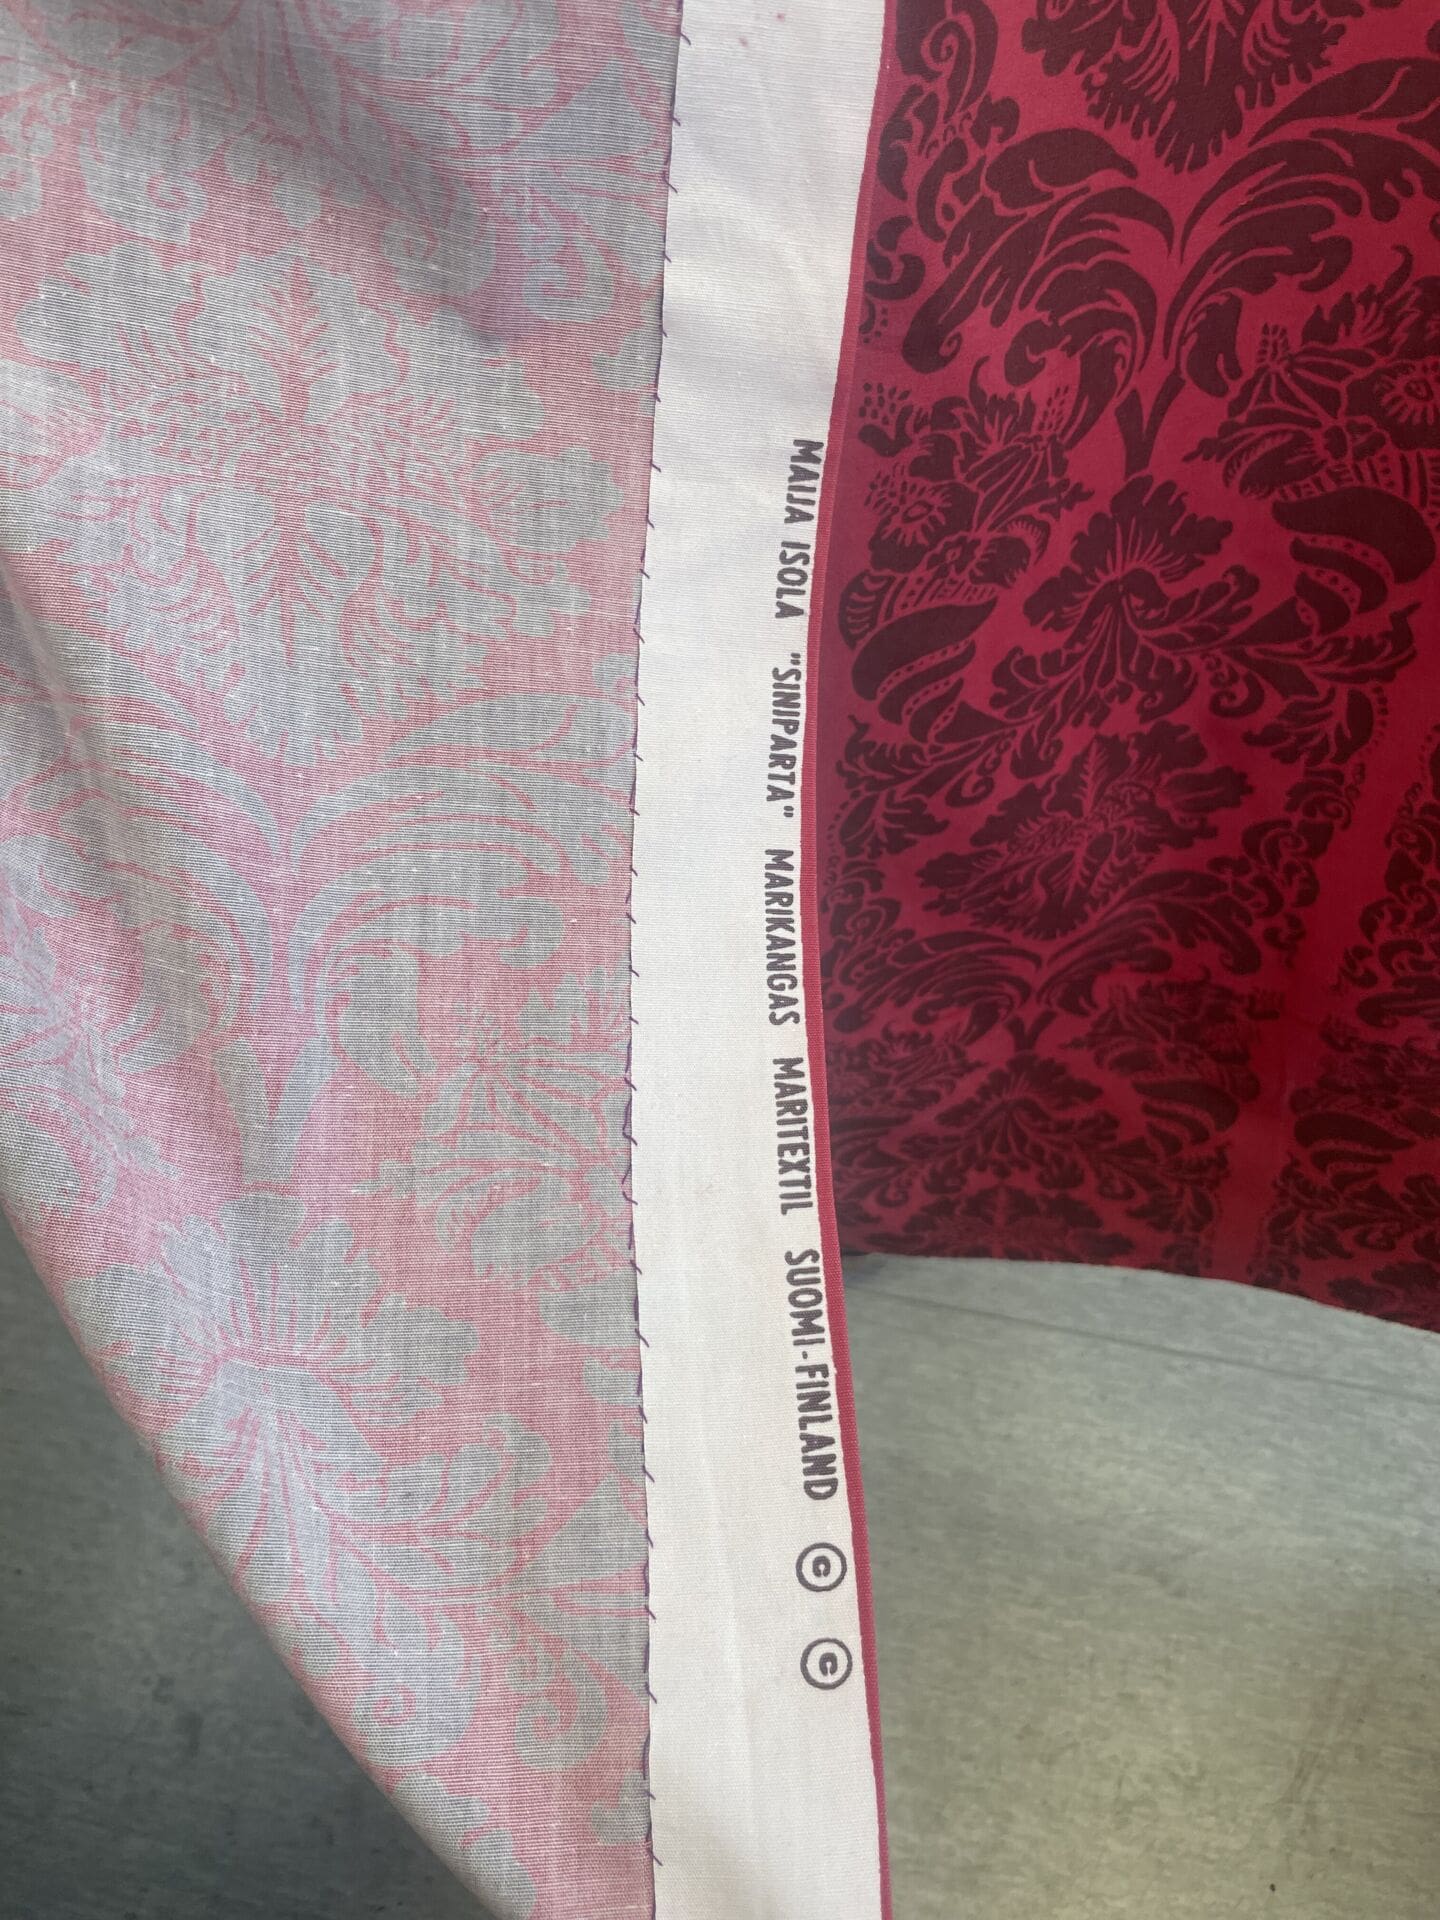 MAIJA ISOLA "SINIPARTA" MARIKANGAS MARITEXTIL SUOMI-FINLAND © ©